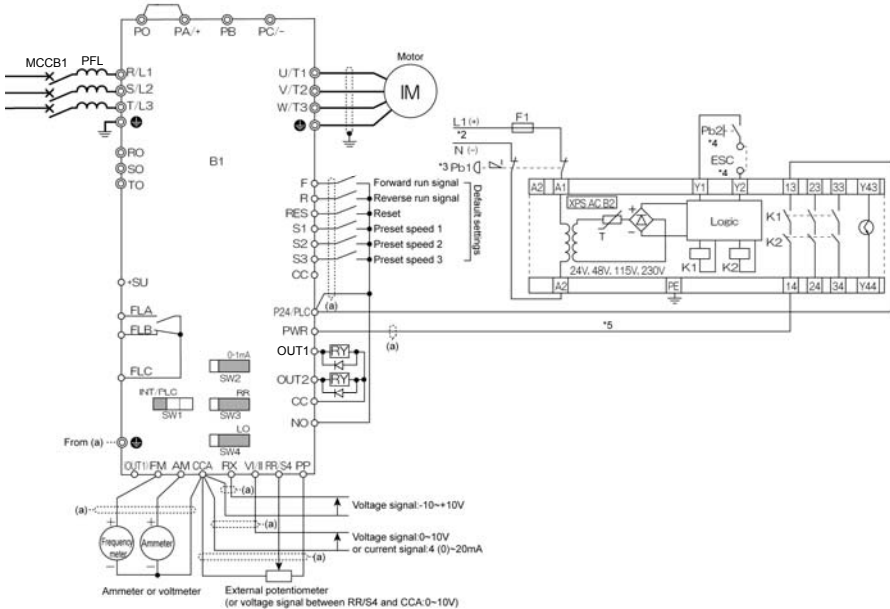 PO PA/+ PB PC/-
MCCB1 PFL
R/L1
S/L2
T/L3
RO
SO
TO
B1
U/T1
V/T2
W/T3
Motor
IM
F Forward run signal
R Reverse run signal
RES Reset
S1 Preset speed 1
S2 Preset speed 2
S3 Preset speed 3
Default settings
CC
(a)
P24/PLC
PWR
(a)
*5
OUT1 RY
OUT2 RY
CC
NO
+SU
FLA
FLB
FLC
0-1mA
SW2
INT/PLC
SW1
RR
SW3
LO
SW4
From (a)
OUT1/FM AM CCA RX VI/II RR/S4 PP
(a)
(a)
(a)
(a)
+ +
Frequency meter
Ammeter
- -
Ammeter or voltmeter
Voltage signal:-10~+10V
Voltage signal:0~10V
or current signal:4 (0)~20mA
External potentiometer
(or voltage signal between RR/S4 and CCA:0~10V)
L1 (+) F1
*2
N (-)
*3 Pb1
Pb2
*4
ESC
*4
A2 A1 Y1 Y2 13 23 33 Y43
XPS AC B2
T
+
-
Logic
K1
K2
K1 K2
24V, 48V, 115V, 230V
A2 PE 14 24 34 Y44